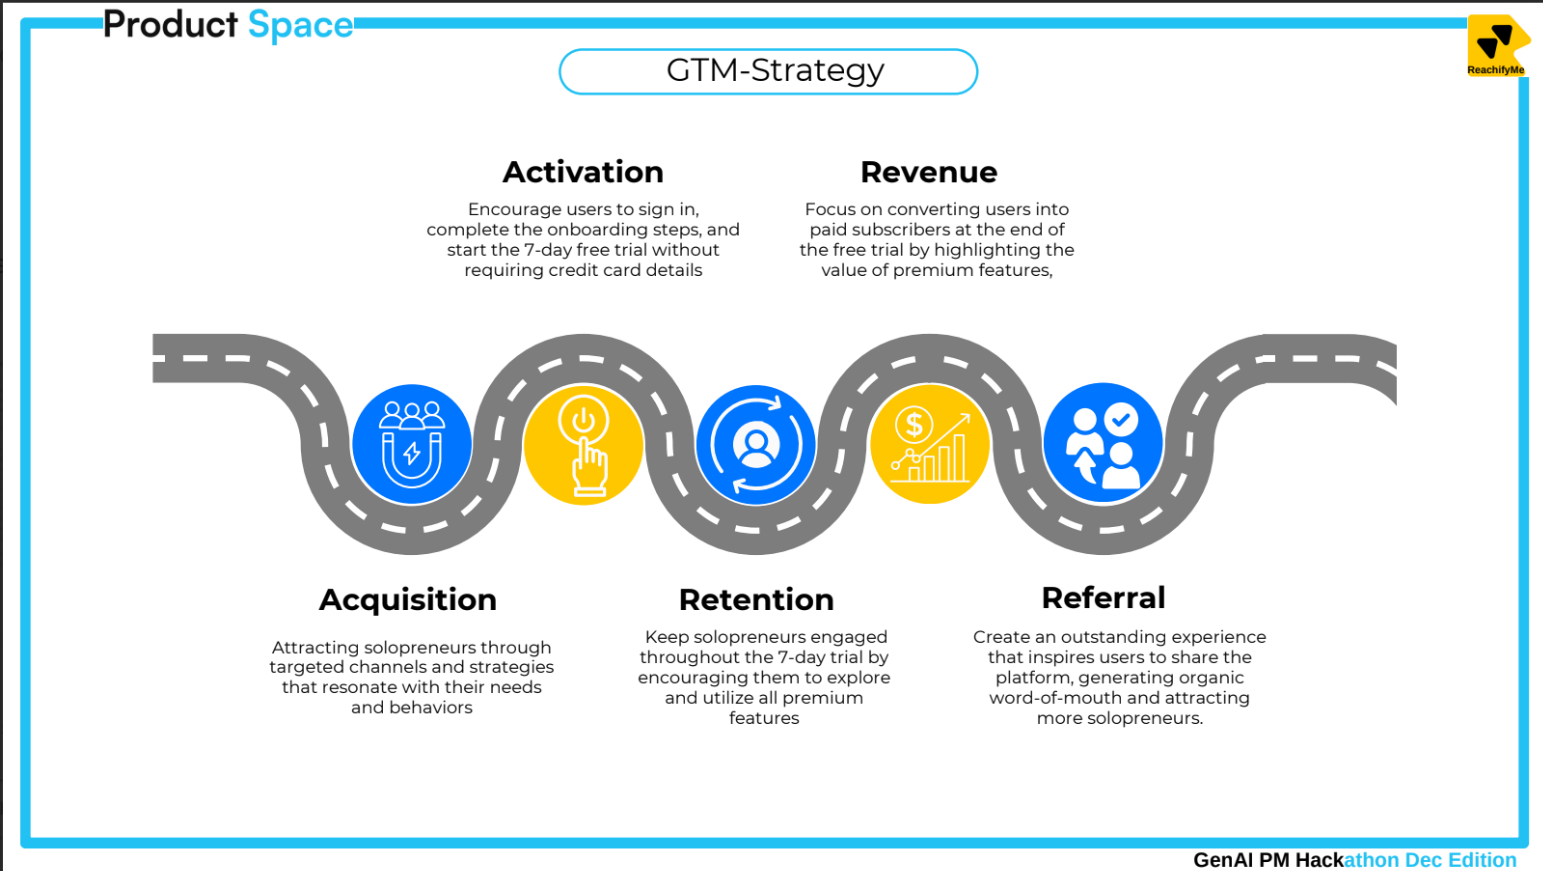 Product Space
ReachifyMe
GTM-Strategy
Activation
Encourage users to sign in,
complete the onboarding steps, and
start the 7-day free trial without
requiring credit card details
Revenue
Focus on converting users into
paid subscribers at the end of
the free trial by highlighting the
value of premium features,
$
Acquisition
Attracting solopreneurs through
targeted channels and strategies
that resonate with their needs
and behaviors
Retention
Keep solopreneurs engaged
throughout the 7-day trial by
encouraging them to explore
and utilize all premium
features
Referral
Create an outstanding experience
that inspires users to share the
platform, generating organic
word-of-mouth and attracting
more solopreneurs.
GenAI PM Hackathon Dec Edition